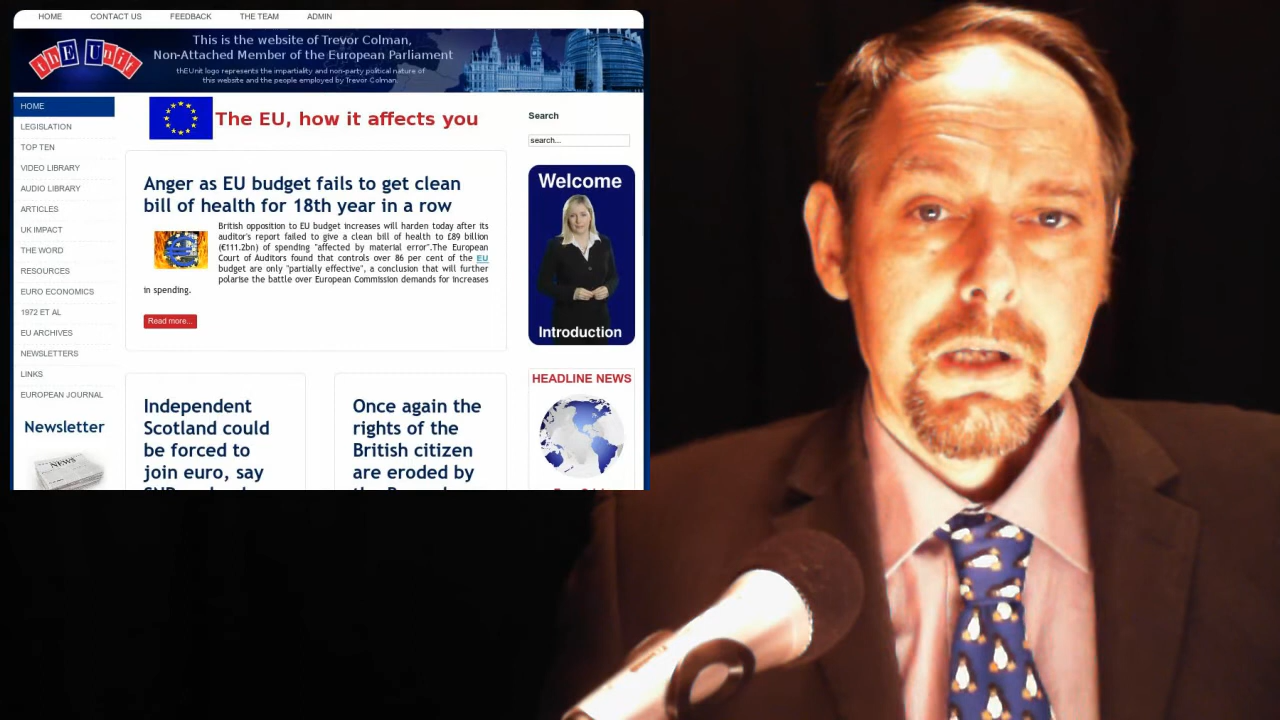 HOME CONTACT US FEEDBACK THE TEAM ADMIN
thEUnit
This is the website of Trevor Colman,
Non-Attached Member of the European Parliament
thEUnit logo represents the impartiality and non-party political nature of
this website and the people employed by Trevor Colman.
HOME
LEGISLATION
TOP TEN
VIDEO LIBRARY
AUDIO LIBRARY
ARTICLES
UK IMPACT
THE WORD
RESOURCES
EURO ECONOMICS
1972 ET AL
EU ARCHIVES
NEWSLETTERS
LINKS
EUROPEAN JOURNAL
Newsletter
NEWS
The EU, how it affects you
Anger as EU budget fails to get clean
bill of health for 18th year in a row
British opposition to EU budget increases will harden today after its
auditor's report failed to give a clean bill of health to £89 billion
(€111.2bn) of spending "affected by material error".The European
Court of Auditors found that controls over 86 per cent of the EU
budget are only "partially effective", a conclusion that will further
polarise the battle over European Commission demands for increases
in spending.
Read more...
Independent
Scotland could
be forced to
join euro, say
Once again the
rights of the
British citizen
are eroded by
Search
search...
Welcome
Introduction
HEADLINE NEWS